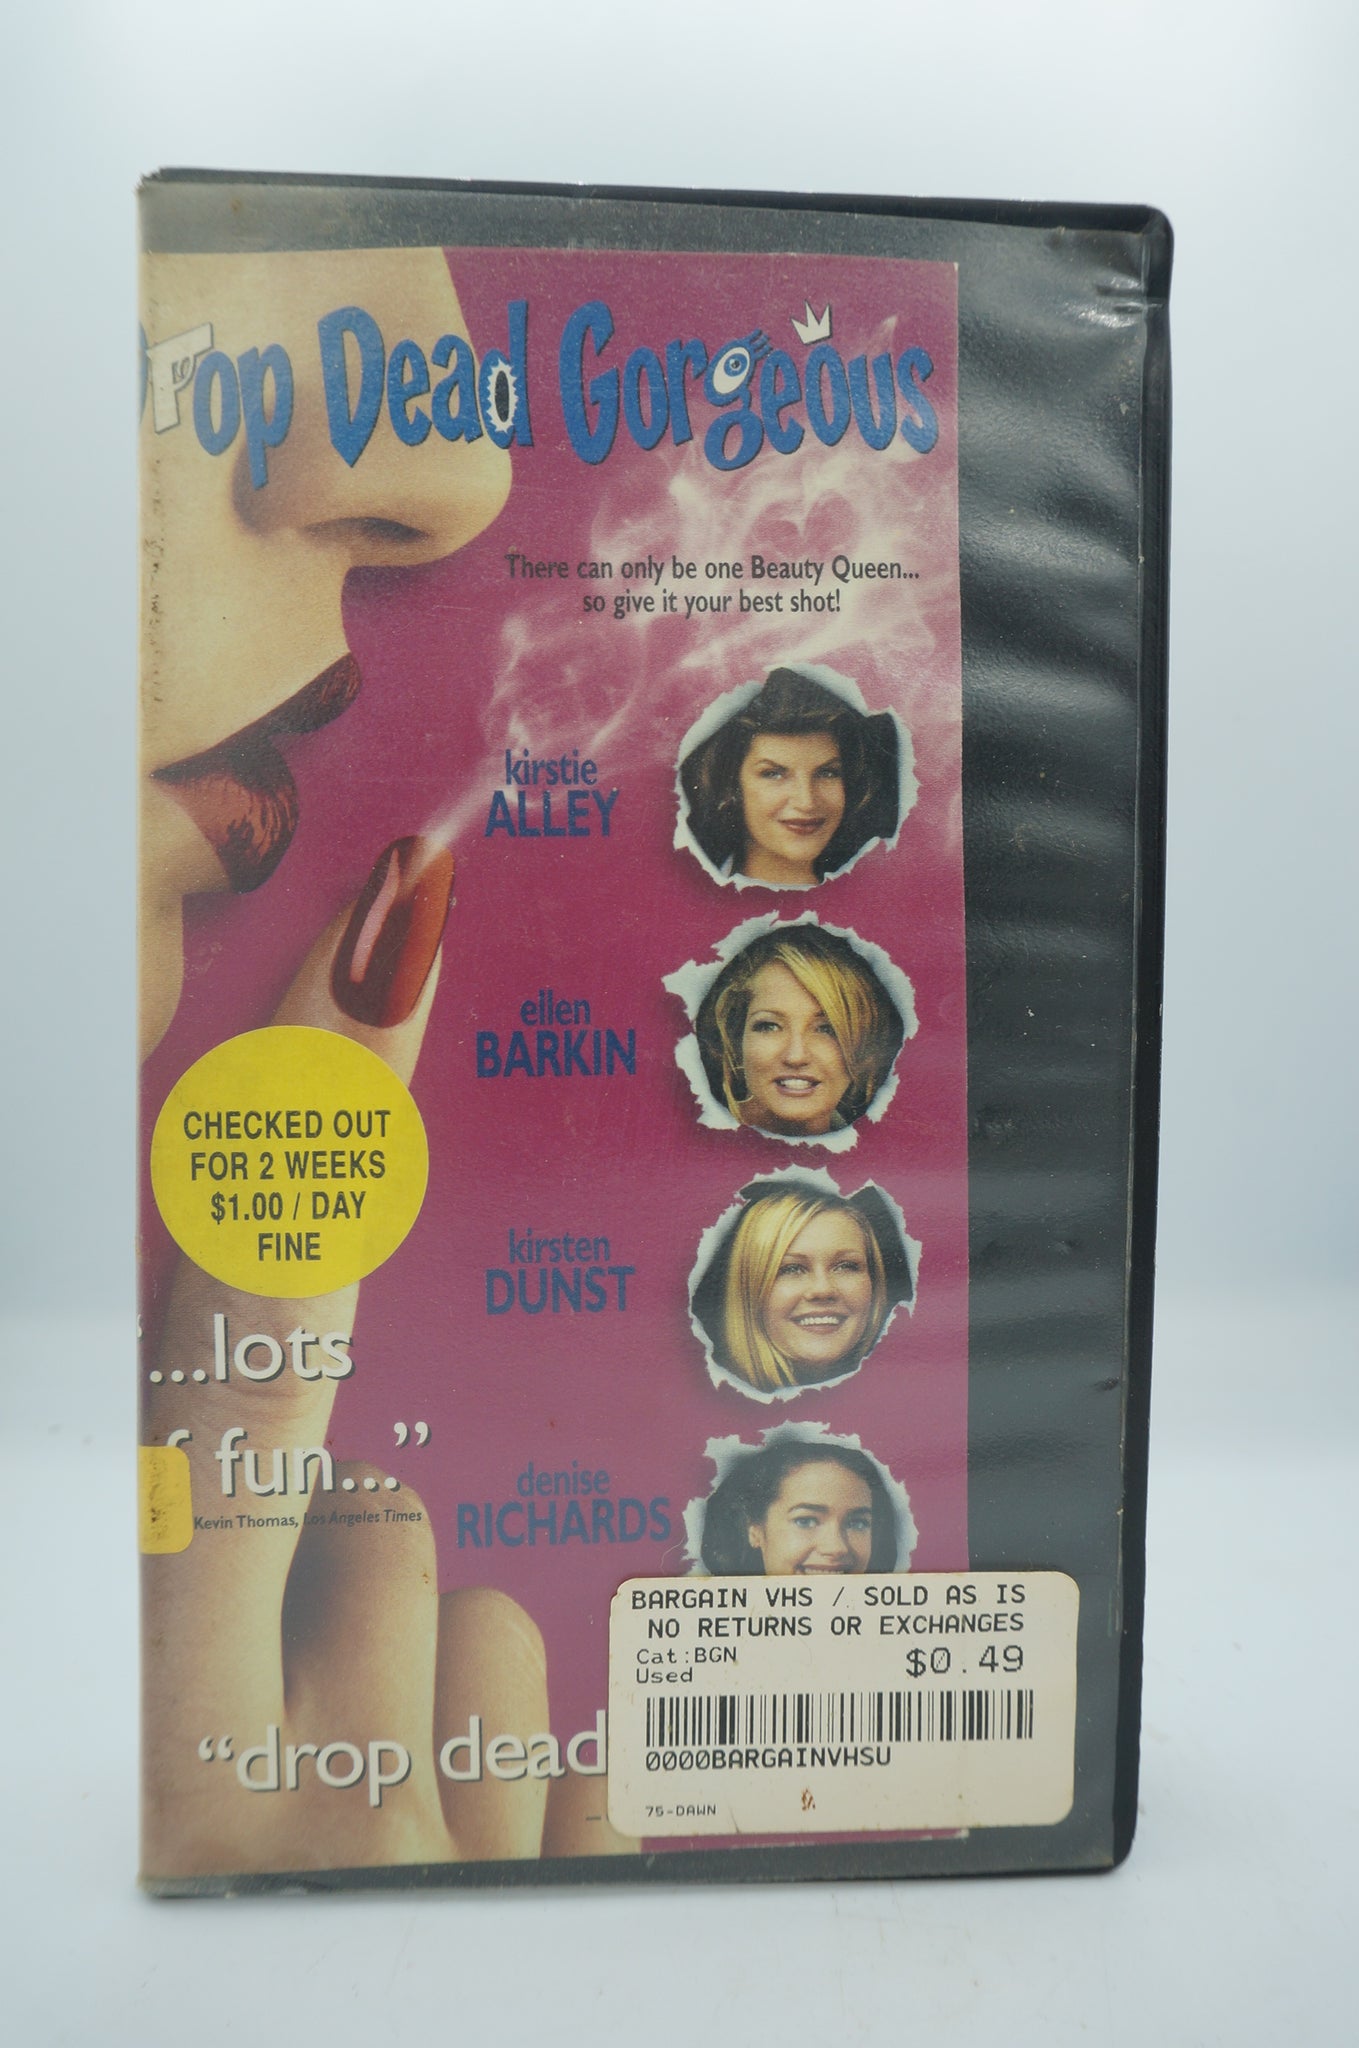 Drop Dead Gorgeous
There can only be one Beauty Queen...
so give it your best shot!
kirstie
ALLEY
ellen
BARKIN
CHECKED OUT
FOR 2 WEEKS
$1.00 / DAY
FINE
kirsten
DUNST
...lots
f fun..."
Kevin Thomas, Los Angeles Times
denise
RICHARDS
BARGAIN VHS / SOLD AS IS
NO RETURNS OR EXCHANGES
Cat:BGN
$0.49
Used
0000BARGAINVHSU
75-DAWN
"drop dead